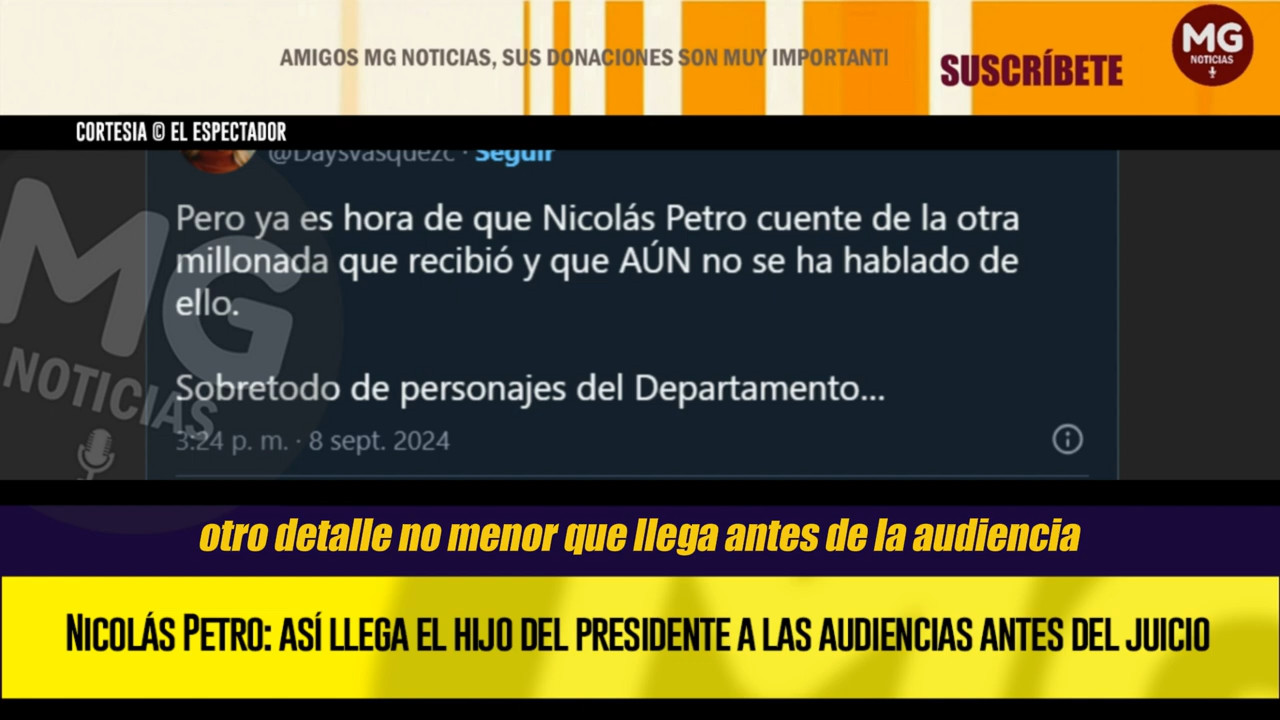 AMIGOS MG NOTICIAS, SUS DONACIONES SON MUY IMPORTANT
SUSCRÍBETE
MG
NOTICIAS
CORTESIA © EL ESPECTADOR
@Daysvasquezc · Seguir
Pero ya es hora de que Nicolás Petro cuente de la otra
millonada que recibió y que AÚN no se ha hablado de
ello.
Sobretodo de personajes del Departamento...
3:24 p. m. · 8 sept. 2024
MG
NOTICIAS
otro detalle no menor que llega antes de la audiencia
NICOLÁS PETRO: ASÍ LLEGA EL HIJO DEL PRESIDENTE A LAS AUDIENCIAS ANTES DEL JUICIO